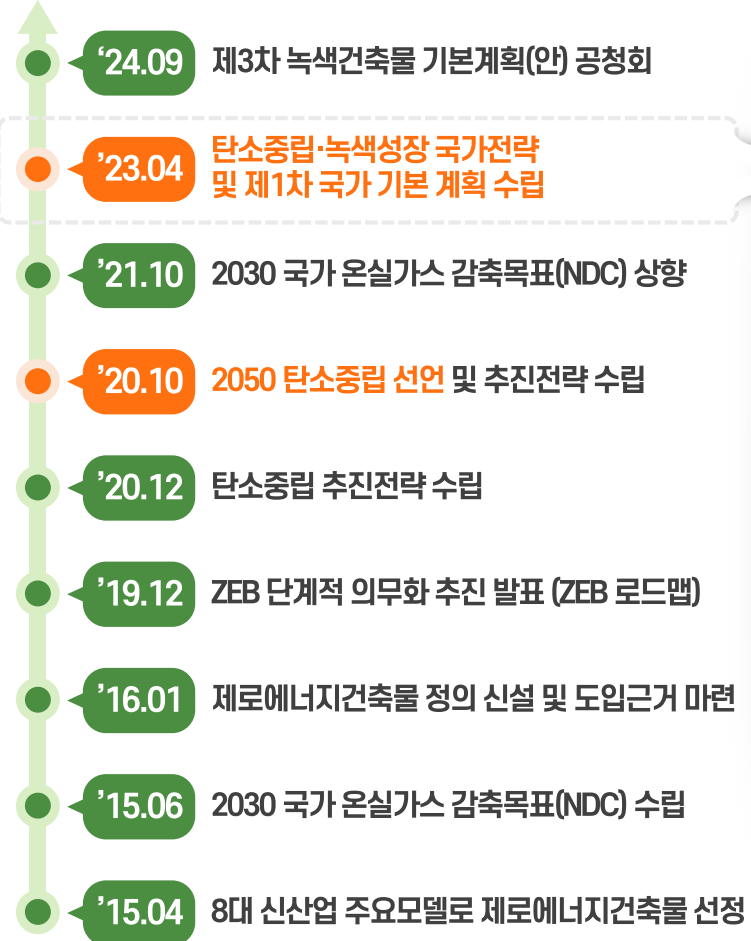 ‘24.09 제3차 녹색건축물 기본계획(안) 공청회
’23.04 탄소중립·녹색성장 국가전략
및 제1차 국가 기본 계획 수립
’21.10 2030 국가 온실가스 감축목표(NDC) 상향
’20.10 2050 탄소중립 선언 및 추진전략 수립
’20.12 탄소중립 추진전략 수립
’19.12 ZEB 단계적 의무화 추진 발표 (ZEB 로드맵)
’16.01 제로에너지건축물 정의 신설 및 도입근거 마련
’15.06 2030 국가 온실가스 감축목표(NDC) 수립
’15.04 8대 신산업 주요모델로 제로에너지건축물 선정